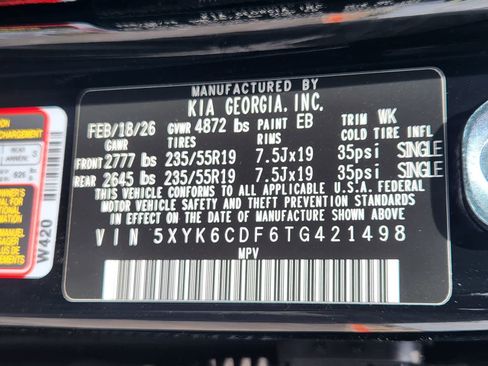 MANUFACTURED BY
KIA GEORGIA, INC.
FEB/18/26 GVWR 4872 lbs PAINT EB TRIM WK
GAWR TIRES RIMS COLD TIRE INFL
FRONT 2777 lbs 235/55R19 7.5Jx19 35psi SINGLE
REAR 2645 lbs 235/55R19 7.5Jx19 35psi SINGLE
THIS VEHICLE CONFORMS TO ALL APPLICABLE U.S.A. FEDERAL
MOTOR VEHICLE SAFETY AND THEFT PREVENTION STANDARDS
IN EFFECT ON THE DATE OF MANUFACTURE SHOWN ABOVE.
VIN 5XYK6CDF6TG421498
MPV
W420